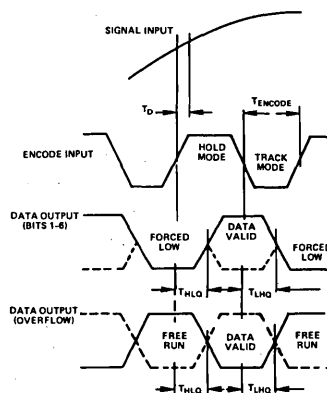 SIGNAL INPUT
TD
TENCODE
HOLD
MODE
TRACK
MODE
ENCODE INPUT
DATA OUTPUT
(BITS 1-6)
FORCED
LOW
DATA
VALID
FORCED
LOW
THLQ
TLHQ
DATA OUTPUT
(OVERFLOW)
FREE
RUN
DATA
VALID
FREE
RUN
THLQ
TLHQ